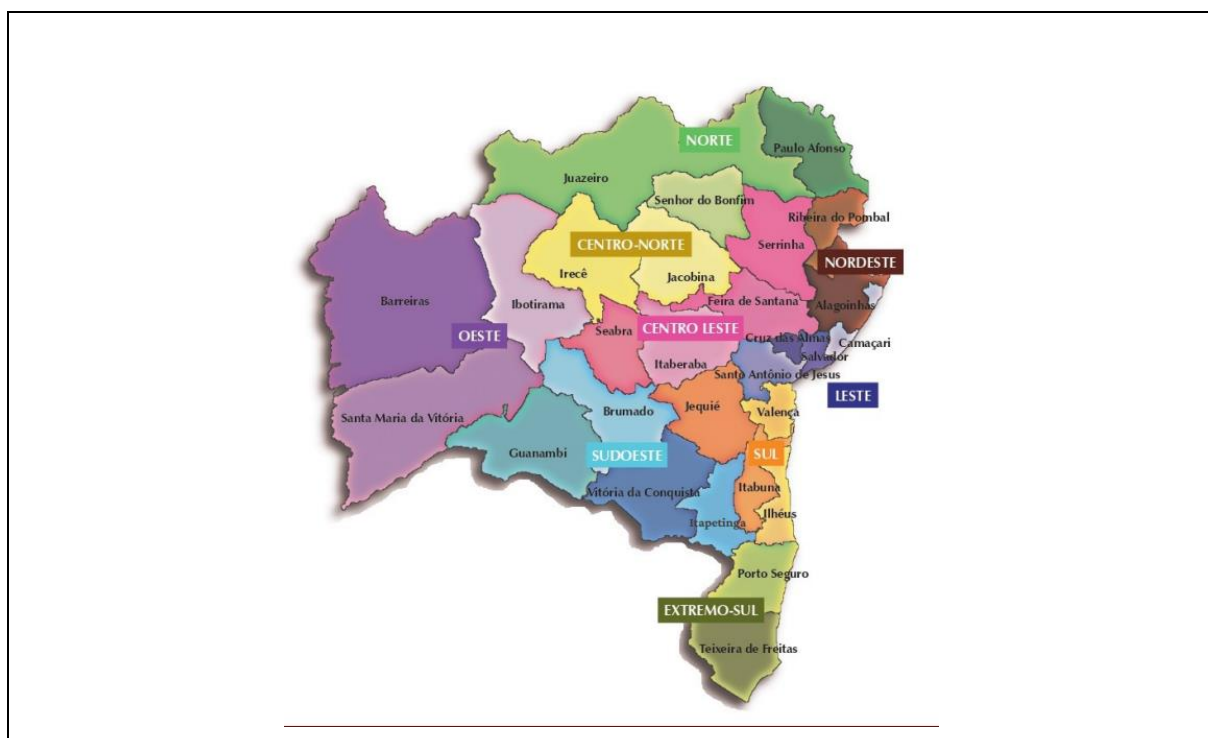 NORTE
Paulo Afonso
Juazeiro
Senhor do Bonfim
Ribeira do Pombal
CENTRO-NORTE
Serrinha
NORDESTE
Irecê
Jacobina
Barreiras
Ibotirama
Feira de Santana
Alagoinhas
OESTE
Seabra
CENTRO LESTE
Cruz das Almas
Camaçari
Salvador
Itaberaba
Santo Antônio de Jesus
LESTE
Santa Maria da Vitória
Brumado
Jequié
Valença
Guanambi
SUDOESTE
SUL
Vitória da Conquista
Itabuna
Itapetinga
Ilhéus
Porto Seguro
EXTREMO-SUL
Teixeira de Freitas